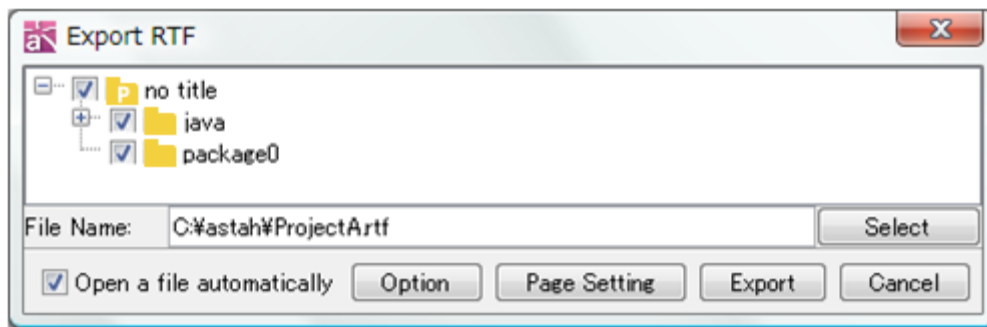 Export RTF
no title
java
package0
File Name: C:¥astah¥ProjectA.rtf Select
Open a file automatically Option Page Setting Export Cancel